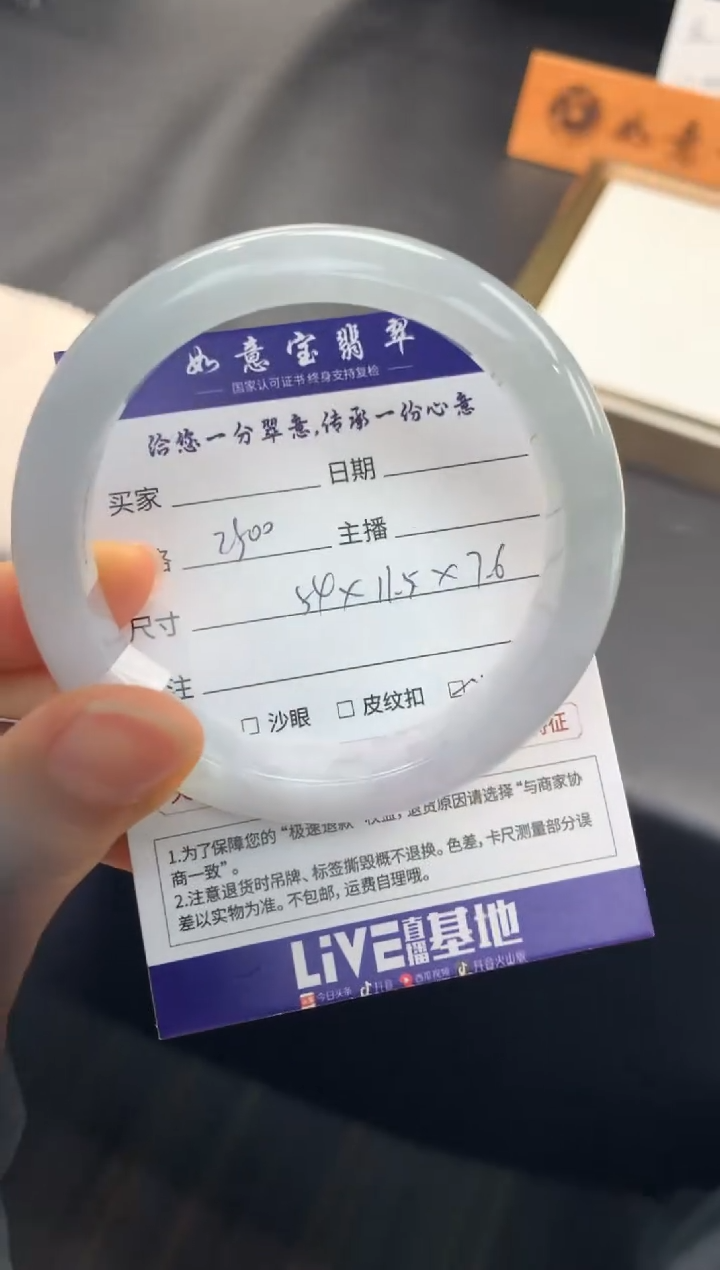 如意
如意宝翡翠
国家认可证书 终身支持复检
洽您一分翠意,传承一份心意
买家 日期
2500 主播
尺寸 54×11.5×7.6
注
□ 沙眼 □ 皮纹扣 ☑
征
1.为了保障您的“极速退款”权益,退货原因请选择“与商家协
商一致”。
2.注意退货时吊牌、标签撕毁概不退换。色差,卡尺测量部分误
差以实物为准。不包邮,运费自理哦。
LIVE直播基地
今日头条 抖音 西瓜视频 抖音火山版